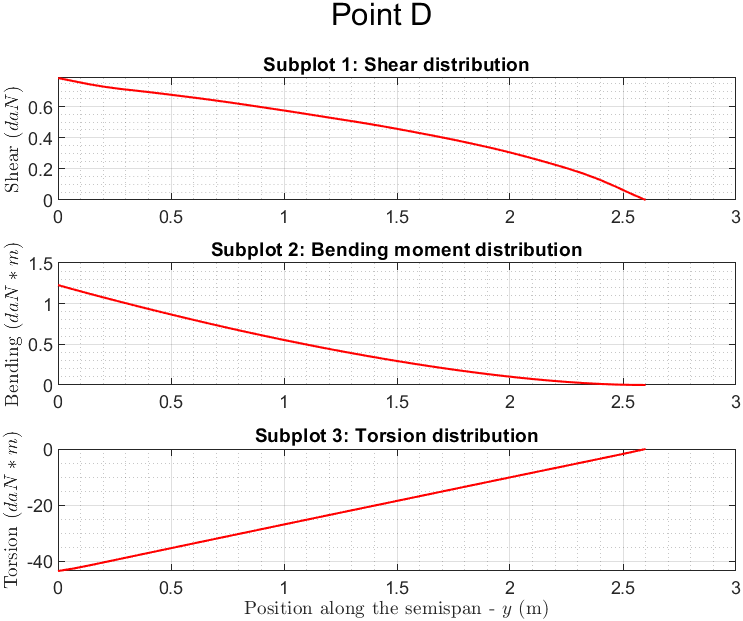 Point D
Subplot 1: Shear distribution
Shear (daN)
0.6
0.4
0.2
0
0 0.5 1 1.5 2 2.5 3
Subplot 2: Bending moment distribution
Bending (daN * m)
1.5
1
0.5
0
0 0.5 1 1.5 2 2.5 3
Subplot 3: Torsion distribution
Torsion (daN * m)
0
-20
-40
0 0.5 1 1.5 2 2.5 3
Position along the semispan - y (m)